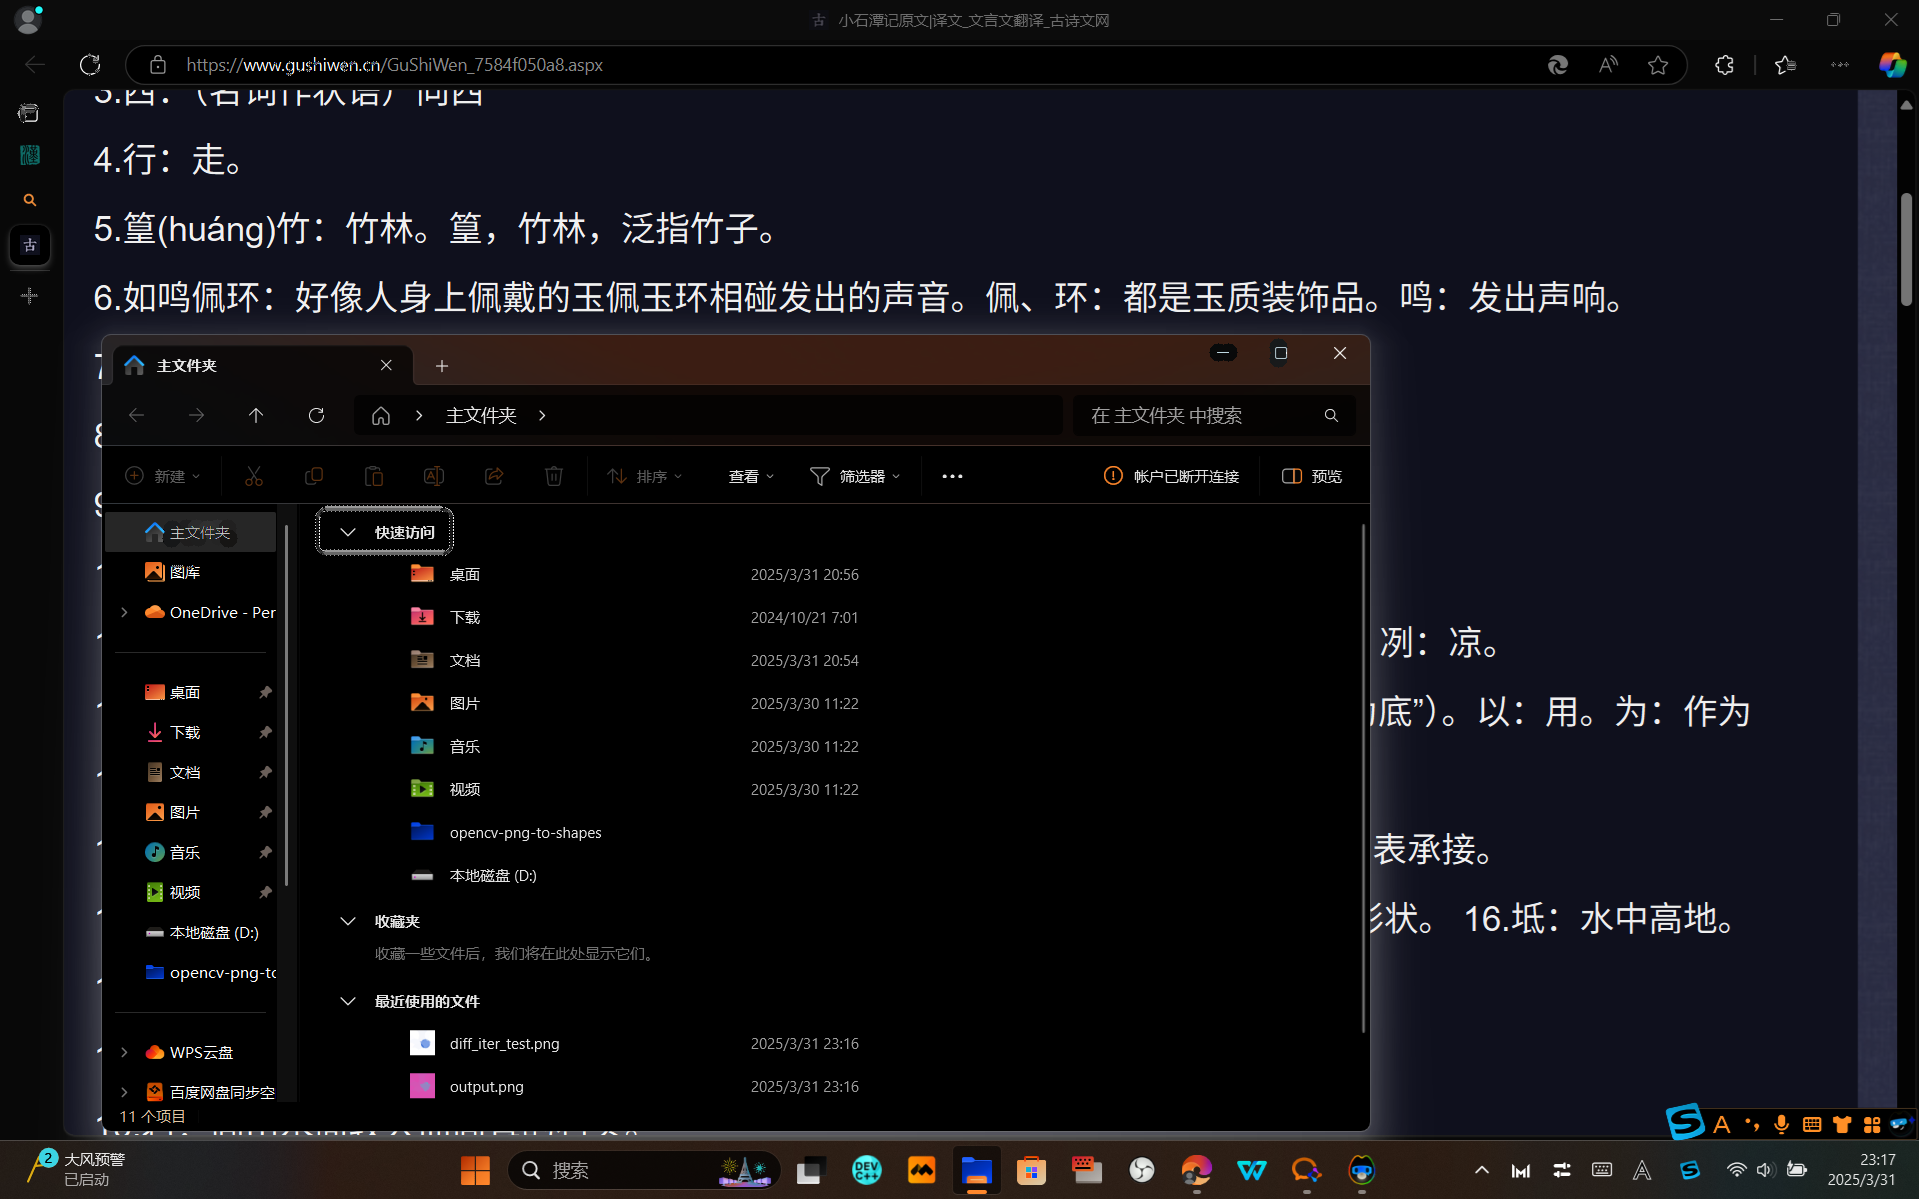 小石潭记原文|译文_文言文翻译_古诗文网
https://www.gushiwen.cn/GuShiWen_7584f050a8.aspx
3.西：（名词作状语）向西
4.行：走。
5.篁(huáng)竹：竹林。篁，竹林，泛指竹子。
6.如鸣佩环：好像人身上佩戴的玉佩玉环相碰发出的声音。佩、环：都是玉质装饰品。鸣：发出声响。
主文件夹
主文件夹
在 主文件夹 中搜索
新建
排序
查看
筛选器
帐户已断开连接
预览
主文件夹
图库
OneDrive - Per
桌面
下载
文档
图片
音乐
视频
本地磁盘 (D:)
opencv-png-to
WPS云盘
百度网盘同步空
11 个项目
快速访问
桌面 2025/3/31 20:56
下载 2024/10/21 7:01
文档 2025/3/31 20:54
图片 2025/3/30 11:22
音乐 2025/3/30 11:22
视频 2025/3/30 11:22
opencv-png-to-shapes
本地磁盘 (D:)
收藏夹
收藏一些文件后，我们将在此处显示它们。
最近使用的文件
diff_iter_test.png 2025/3/31 23:16
output.png 2025/3/31 23:16
冽：凉。
底”）。以：用。为：作为
表承接。
状。 16.坻：水中高地。
2
大风预警
已启动
搜索
DEV C++
23:17
2025/3/31